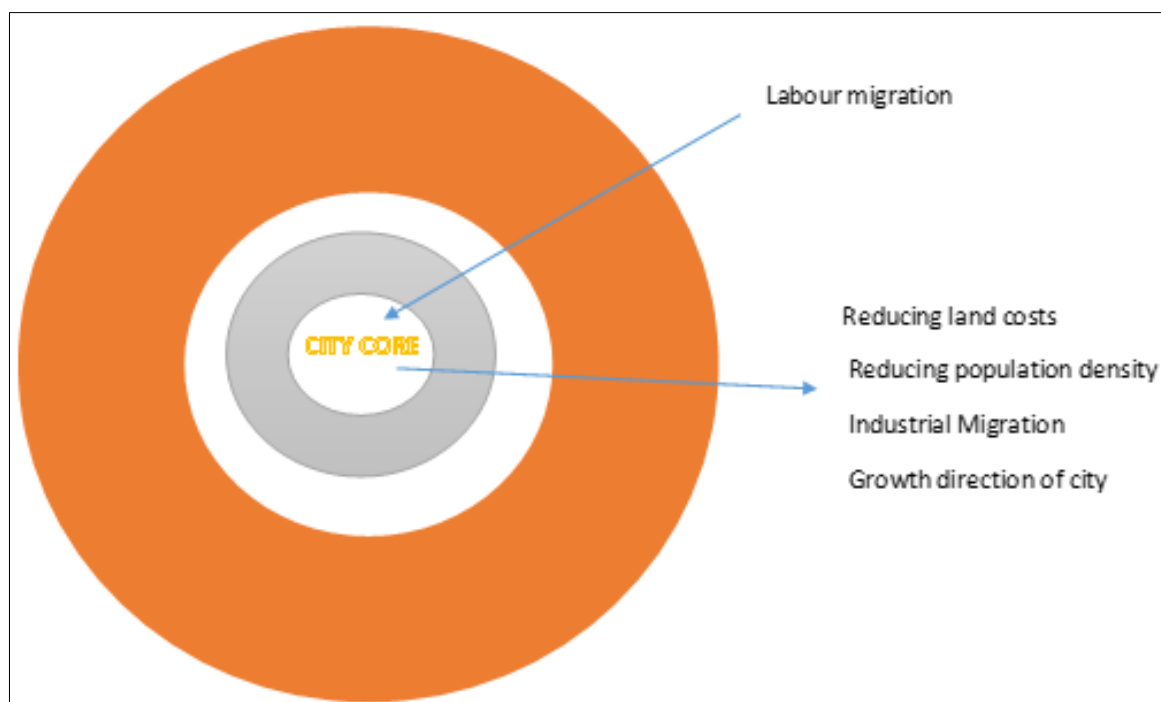 Labour migration
CITY CORE
Reducing land costs
Reducing population density
Industrial Migration
Growth direction of city